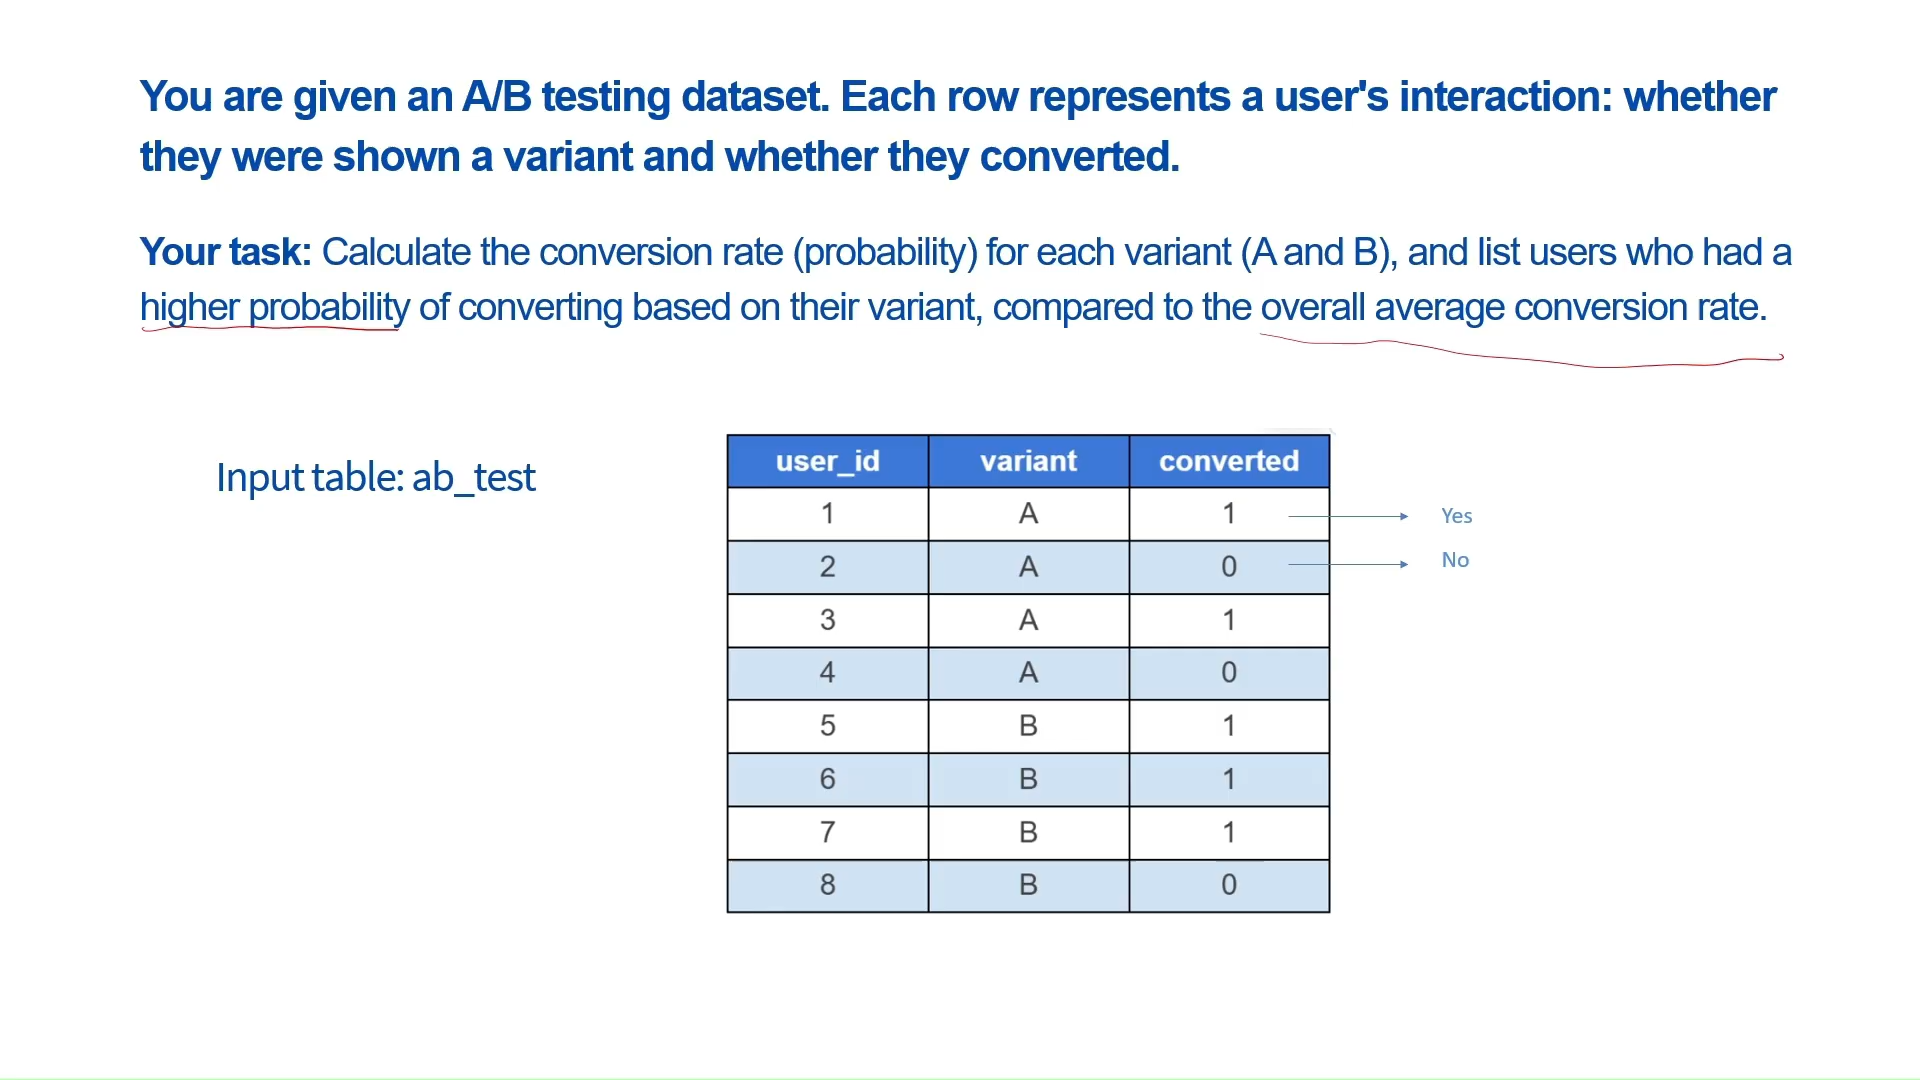 You are given an A/B testing dataset. Each row represents a user's interaction: whether
they were shown a variant and whether they converted.
Your task: Calculate the conversion rate (probability) for each variant (A and B), and list users who had a
higher probability of converting based on their variant, compared to the overall average conversion rate.
Input table: ab_test
user_id variant converted
1 A 1 Yes
2 A 0 No
3 A 1
4 A 0
5 B 1
6 B 1
7 B 1
8 B 0